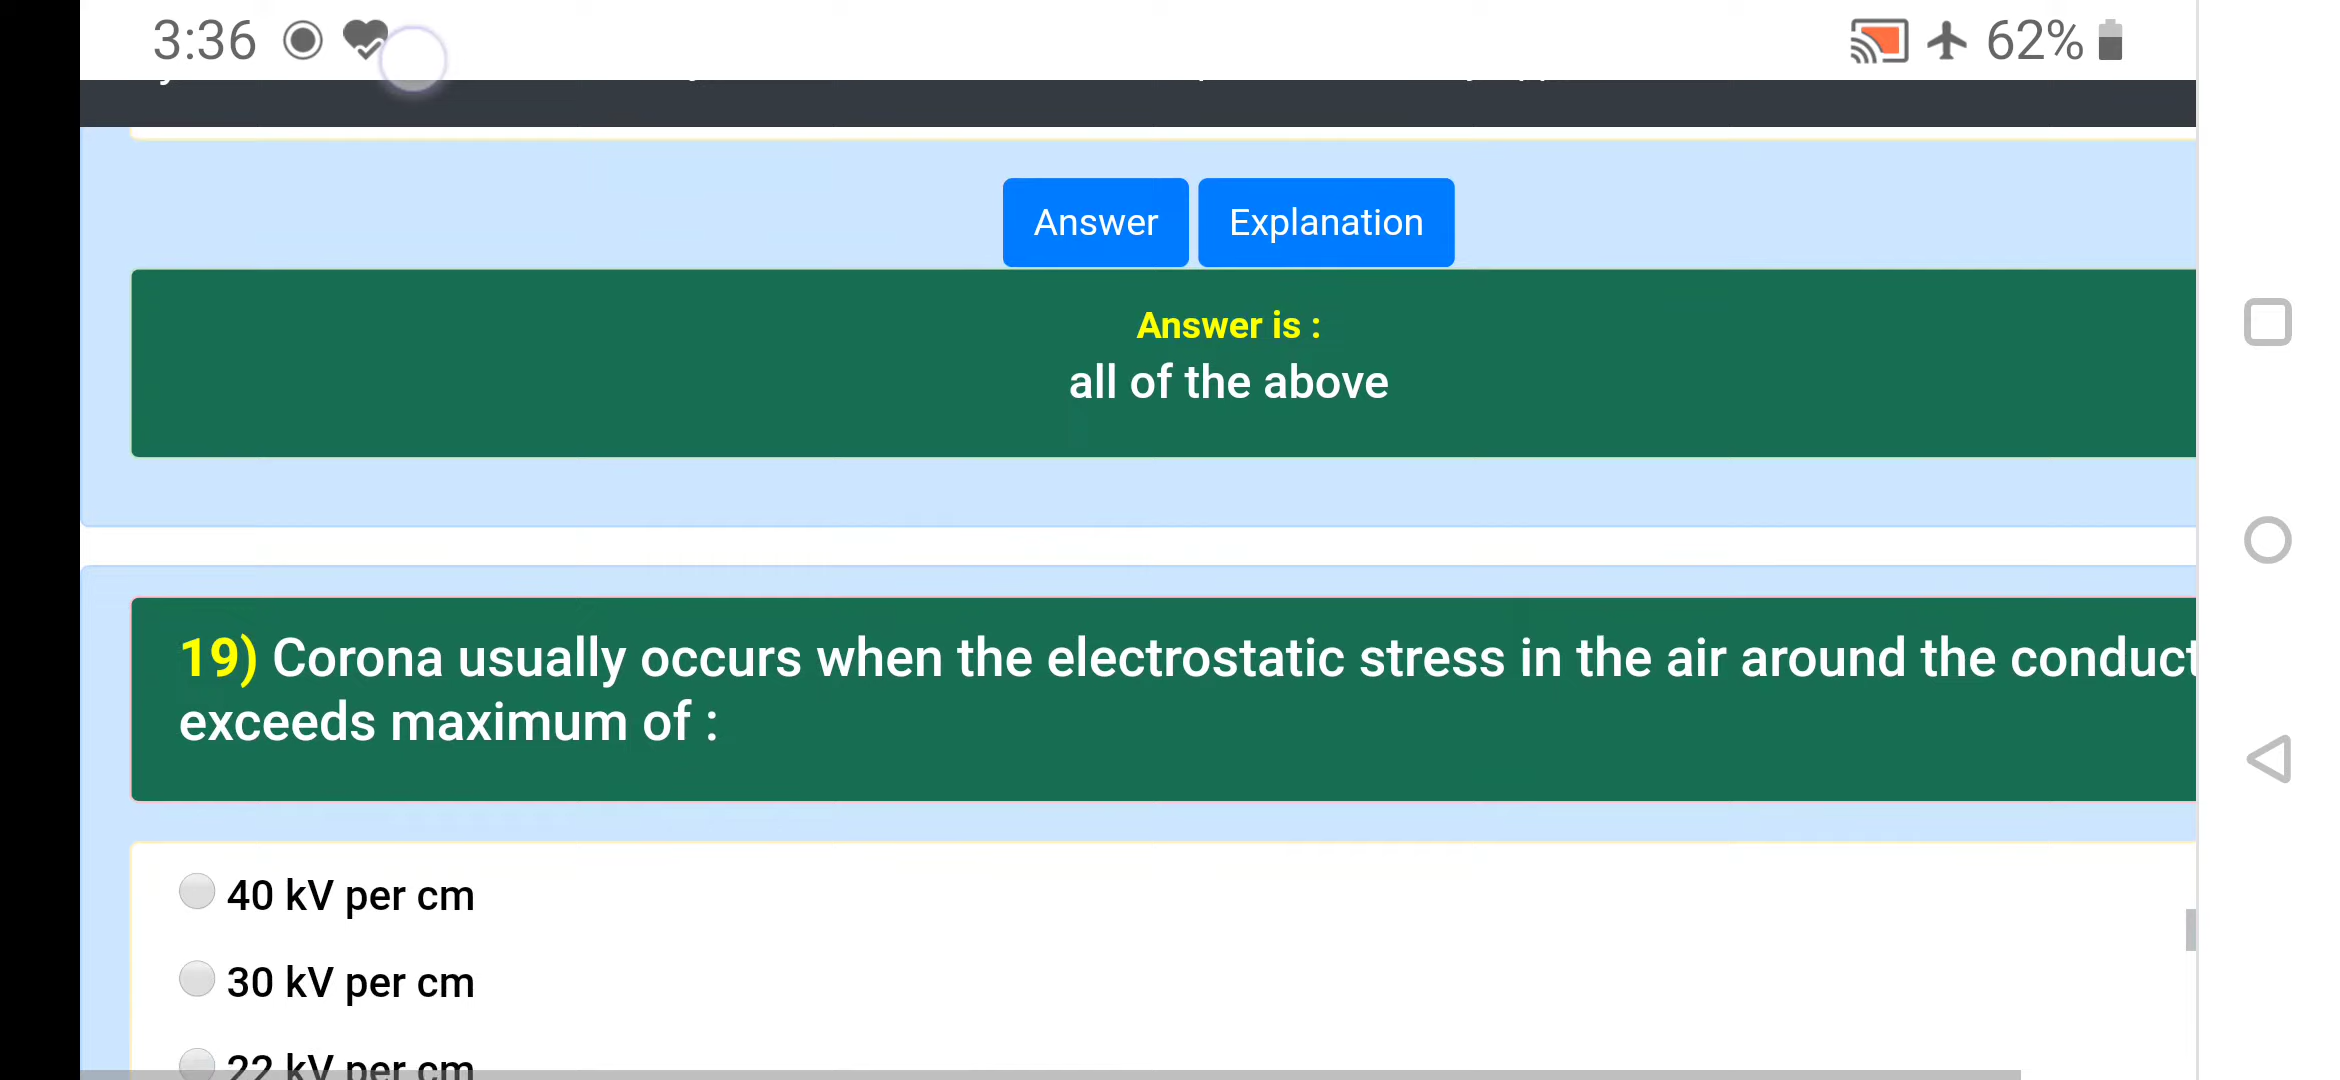 3:36
62%
Answer Explanation
Answer is :
all of the above
19) Corona usually occurs when the electrostatic stress in the air around the conduct
exceeds maximum of :
40 kV per cm
30 kV per cm
22 kV per cm